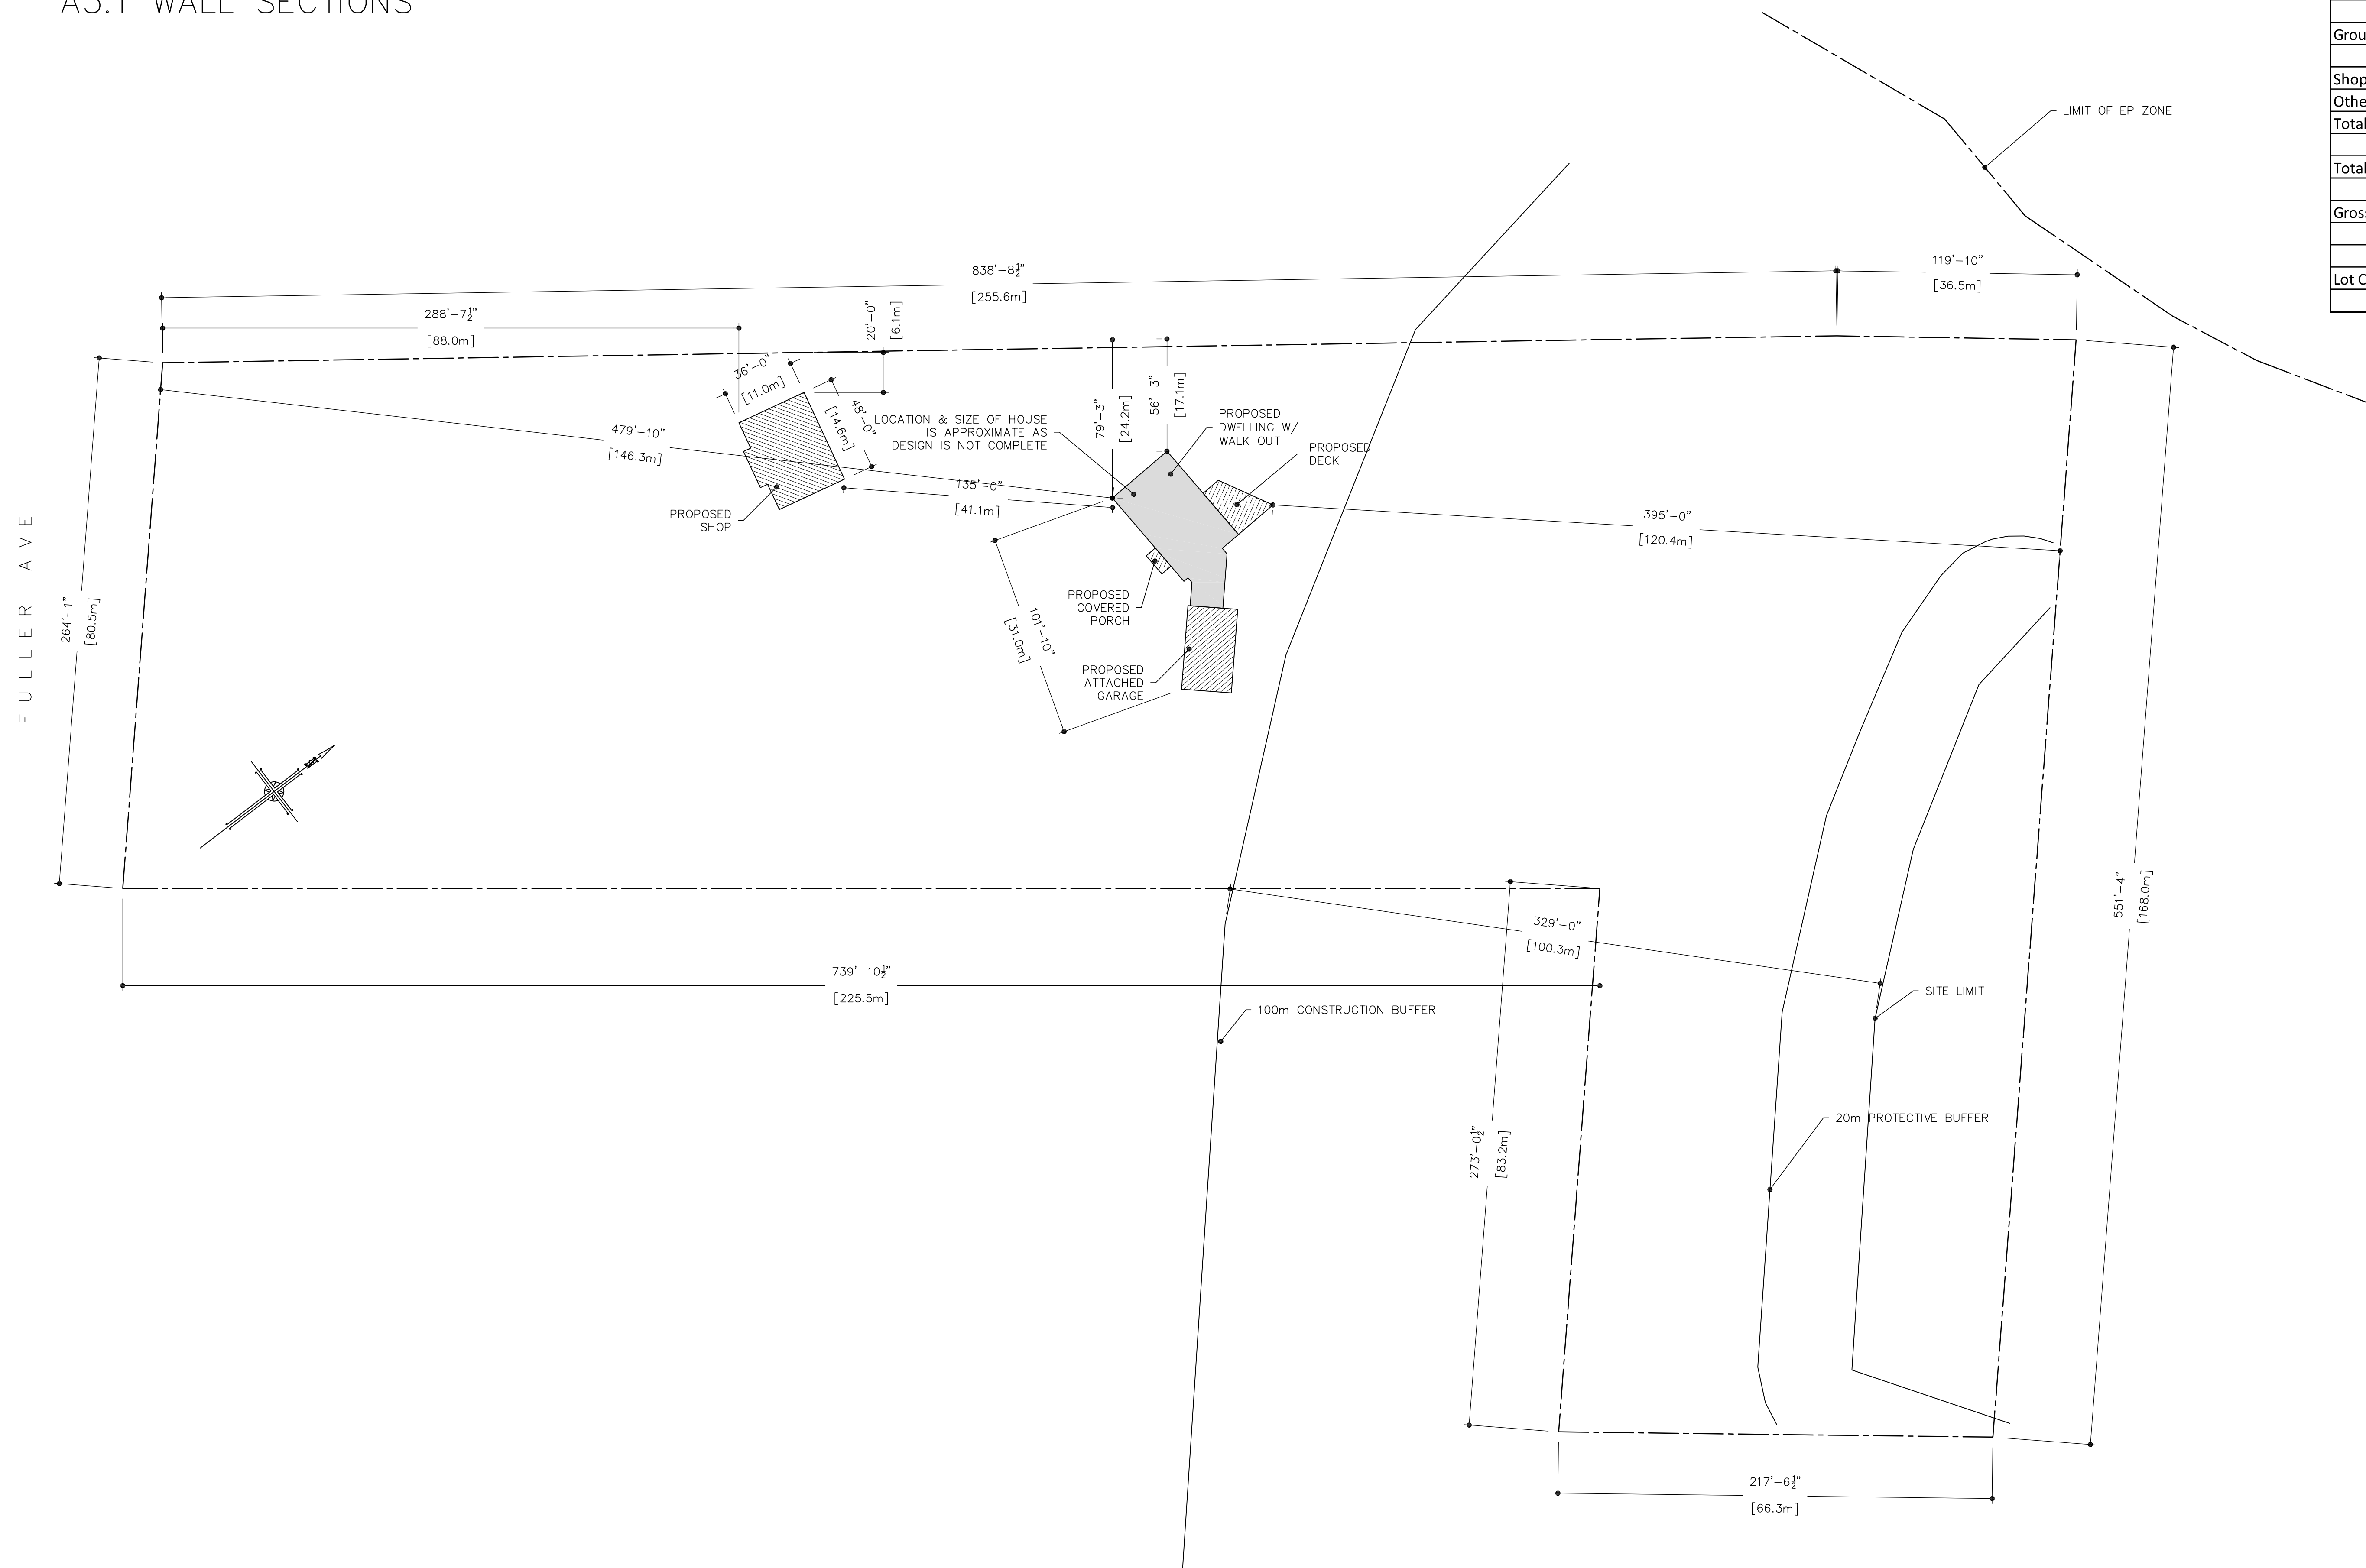 A5.1 WALL SECTIONS
Grou
Shop
Othe
Total
Total
Gross
Lot C
LIMIT OF EP ZONE
838'-8½"
[255.6m]
119'-10"
[36.5m]
288'-7½"
[88.0m]
20'-0"
[6.1m]
36'-0"
[11.0m]
48'-0"
[14.6m]
479'-10"
[146.3m]
LOCATION & SIZE OF HOUSE
IS APPROXIMATE AS
DESIGN IS NOT COMPLETE
79'-3"
[24.2m]
56'-3"
[17.1m]
PROPOSED
DWELLING W/
WALK OUT
PROPOSED
DECK
135'-0"
[41.1m]
PROPOSED
SHOP
395'-0"
[120.4m]
FULLER AVE
264'-1"
[80.5m]
PROPOSED
COVERED
PORCH
101'-10"
[31.0m]
PROPOSED
ATTACHED
GARAGE
551'-4"
[168.0m]
329'-0"
[100.3m]
739'-10½"
[225.5m]
SITE LIMIT
100m CONSTRUCTION BUFFER
273'-0½"
[83.2m]
20m PROTECTIVE BUFFER
217'-6½"
[66.3m]